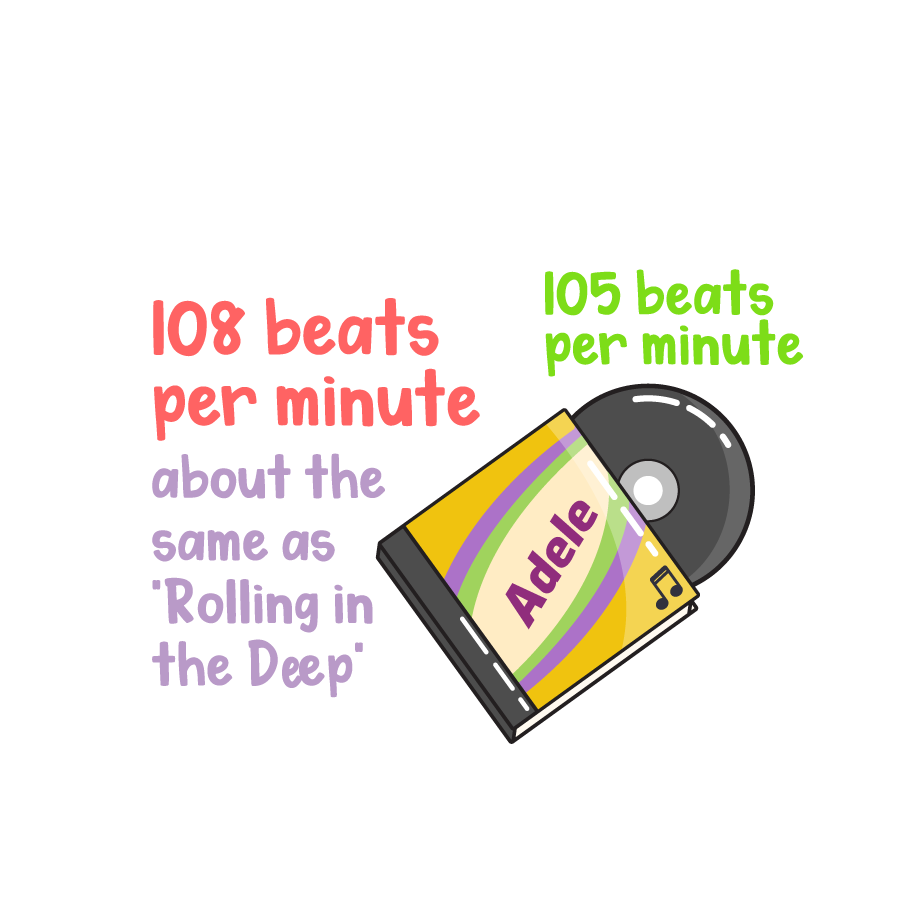 108 beats
per minute
about the
same as
"Rolling in
the Deep"
105 beats
per minute
Adele